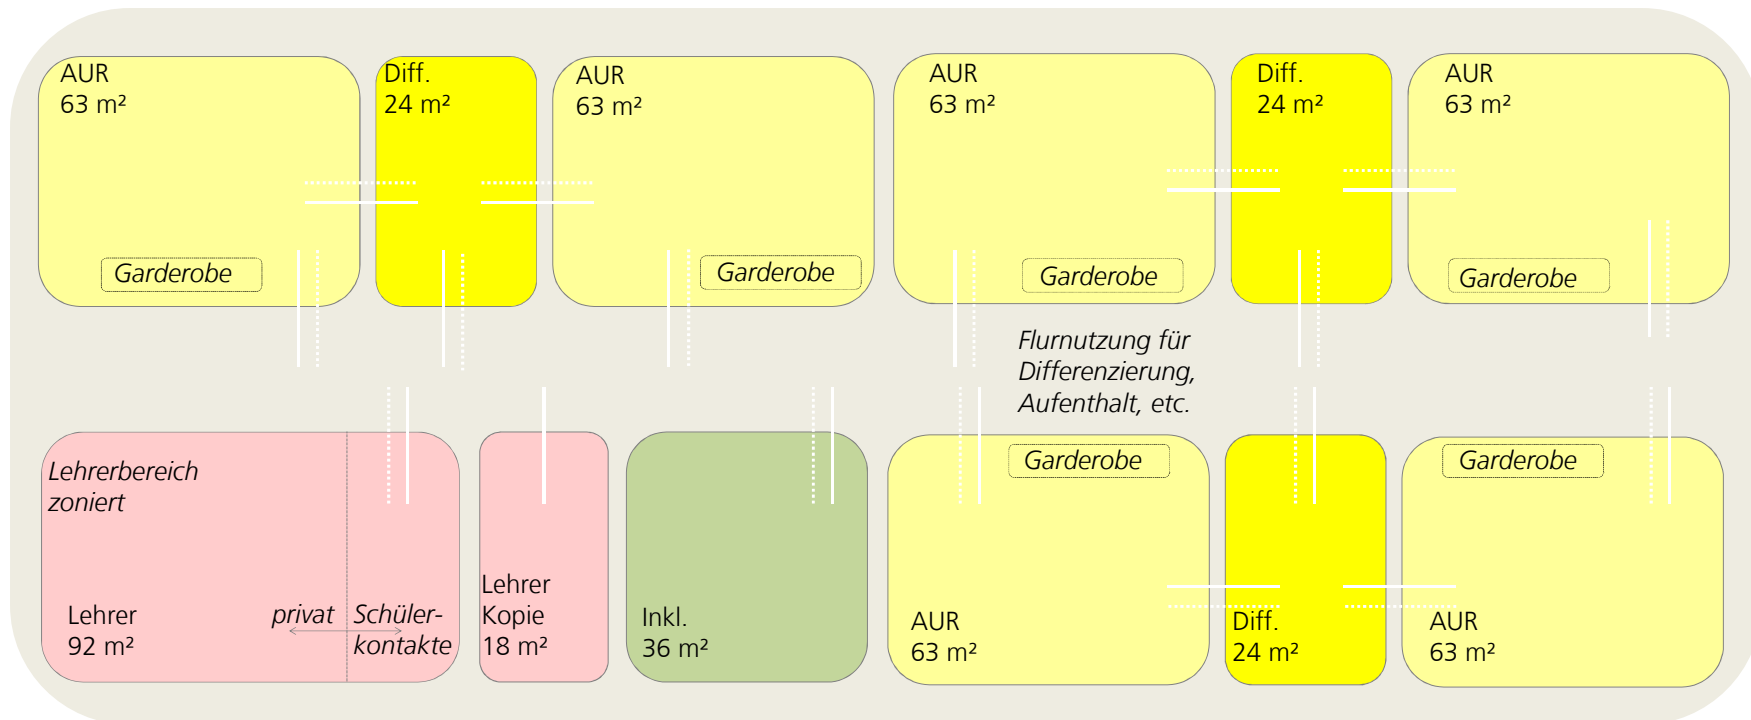 AUR
63 m²
Garderobe
Diff.
24 m²
AUR
63 m²
Garderobe
AUR
63 m²
Garderobe
Diff.
24 m²
AUR
63 m²
Garderobe
Flurnutzung für
Differenzierung,
Aufenthalt, etc.
Lehrerbereich
zoniert
Lehrer
92 m²
privat
Schüler-
kontakte
Lehrer
Kopie
18 m²
Inkl.
36 m²
Garderobe
AUR
63 m²
Diff.
24 m²
Garderobe
AUR
63 m²